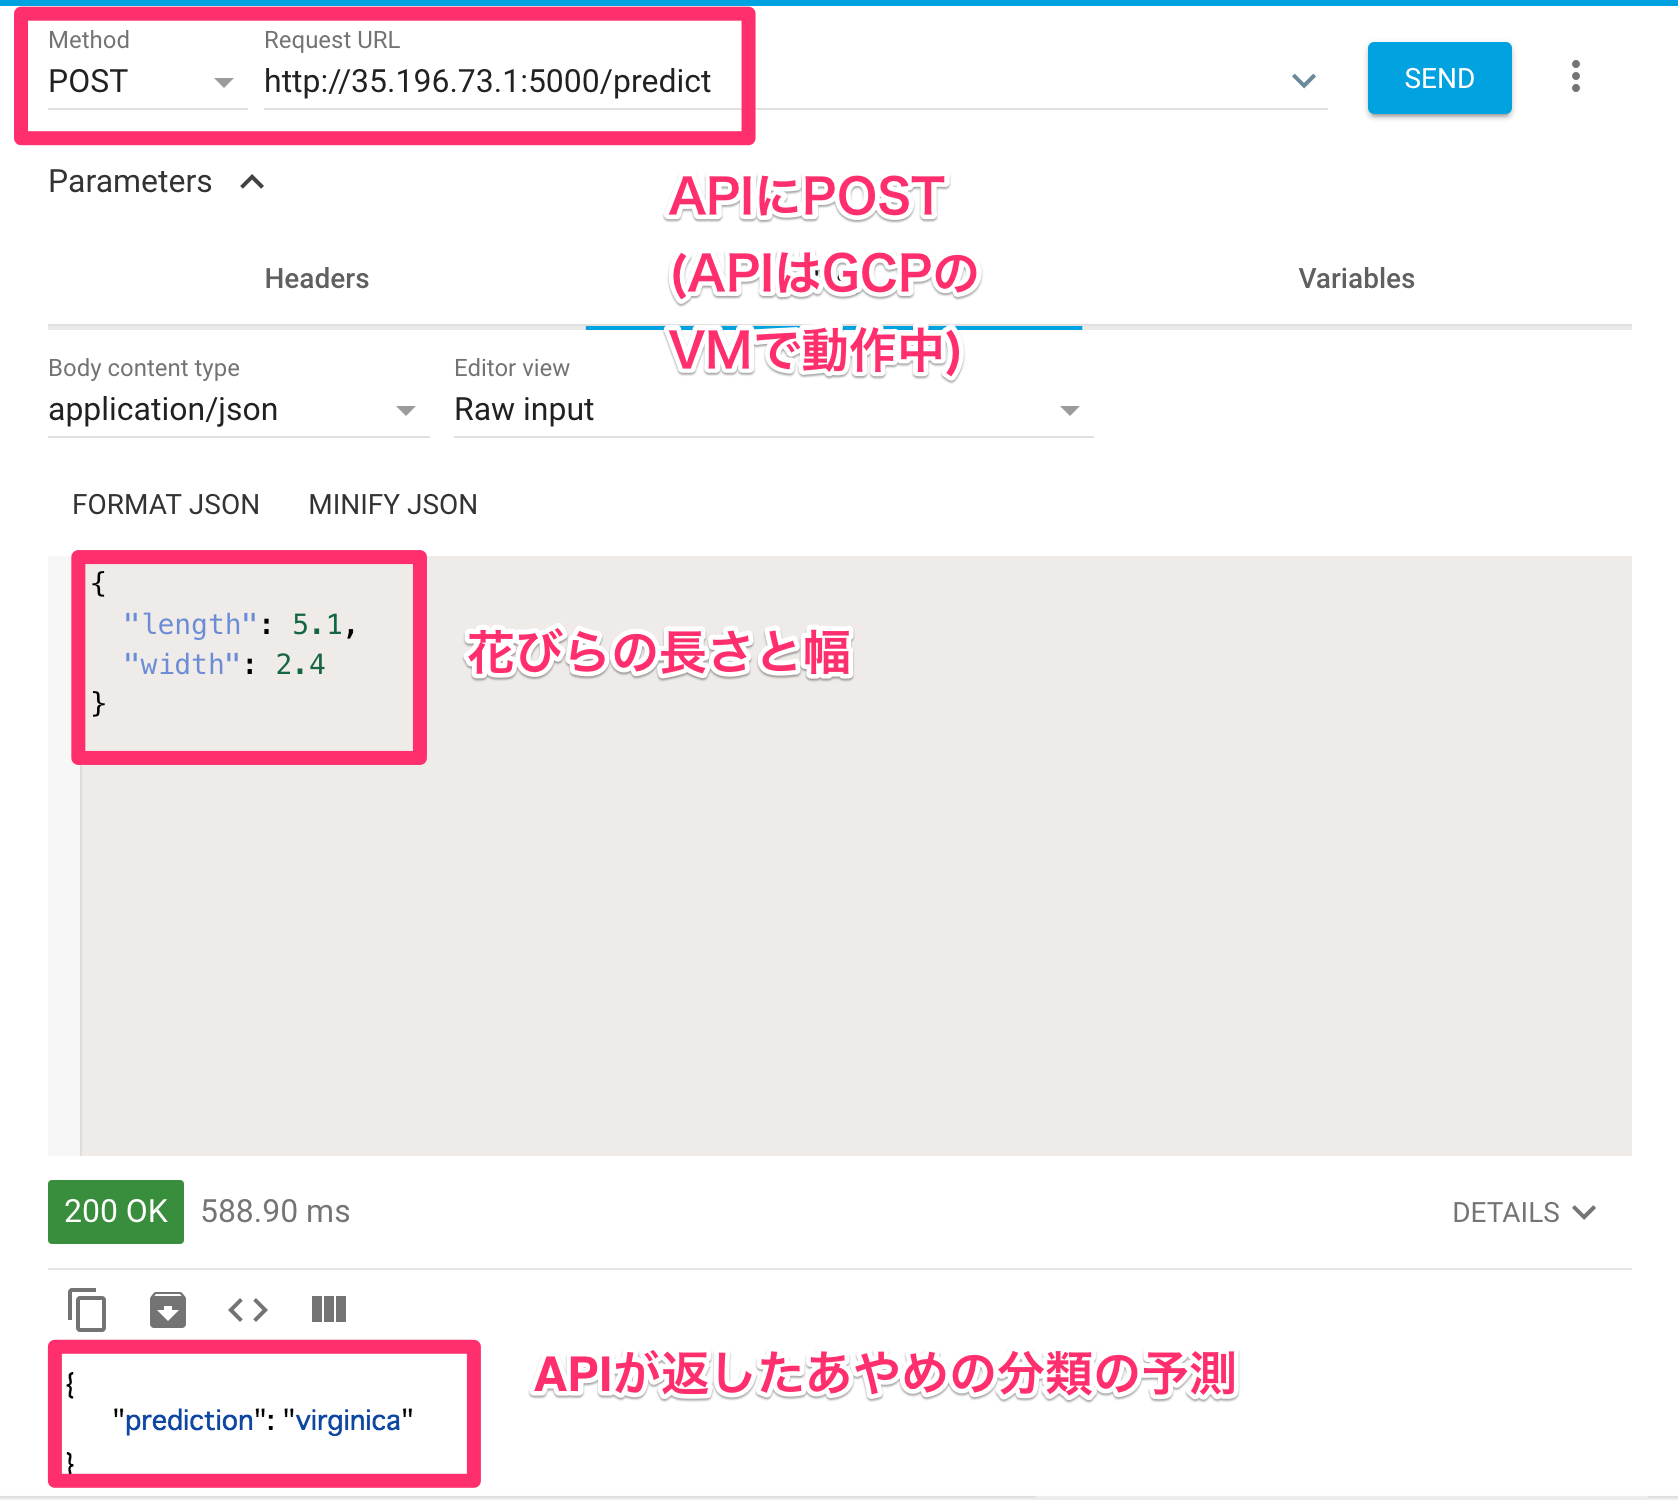 Method
Request URL
POST
http://35.196.73.1:5000/predict
SEND
Parameters
APIにPOST
(APIはGCPの
VMで動作中)
Headers
Variables
Body content type
Editor view
application/json
Raw input
FORMAT JSON
MINIFY JSON
{
"length": 5.1,
"width": 2.4
}
花びらの長さと幅
200 OK
588.90 ms
DETAILS
{
"prediction": "virginica"
}
APIが返したあやめの分類の予測